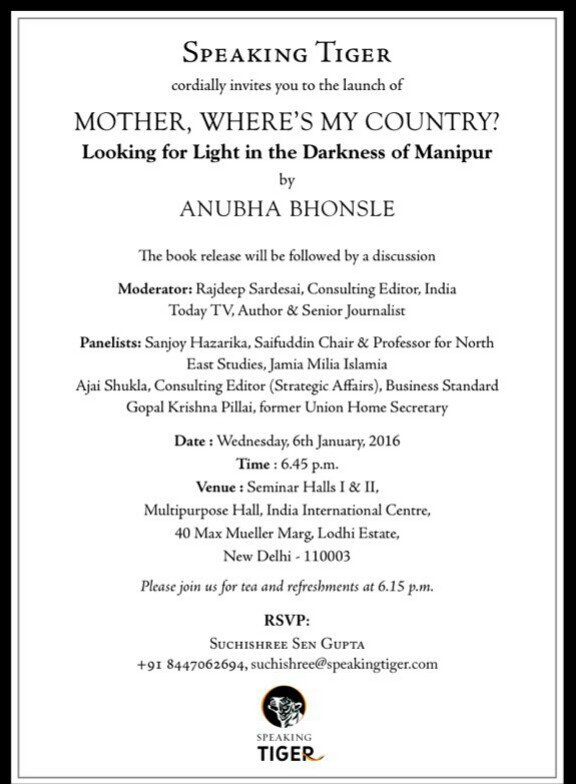 SPEAKING TIGER
cordially invites you to the launch of
MOTHER, WHERE'S MY COUNTRY?
Looking for Light in the Darkness of Manipur
by
ANUBHA BHONSLE
The book release will be followed by a discussion
Moderator: Rajdeep Sardesai, Consulting Editor, India
Today TV, Author & Senior Journalist
Panelists: Sanjoy Hazarika, Saifuddin Chair & Professor for North
East Studies, Jamia Milia Islamia
Ajai Shukla, Consulting Editor (Strategic Affairs), Business Standard
Gopal Krishna Pillai, former Union Home Secretary
Date : Wednesday, 6th January, 2016
Time : 6.45 p.m.
Venue : Seminar Halls I & II,
Multipurpose Hall, India International Centre,
40 Max Mueller Marg, Lodhi Estate,
New Delhi - 110003
Please join us for tea and refreshments at 6.15 p.m.
RSVP:
SUCHISHREE SEN GUPTA
+91 8447062694, suchishree@speakingtiger.com
SPEAKING
TIGER